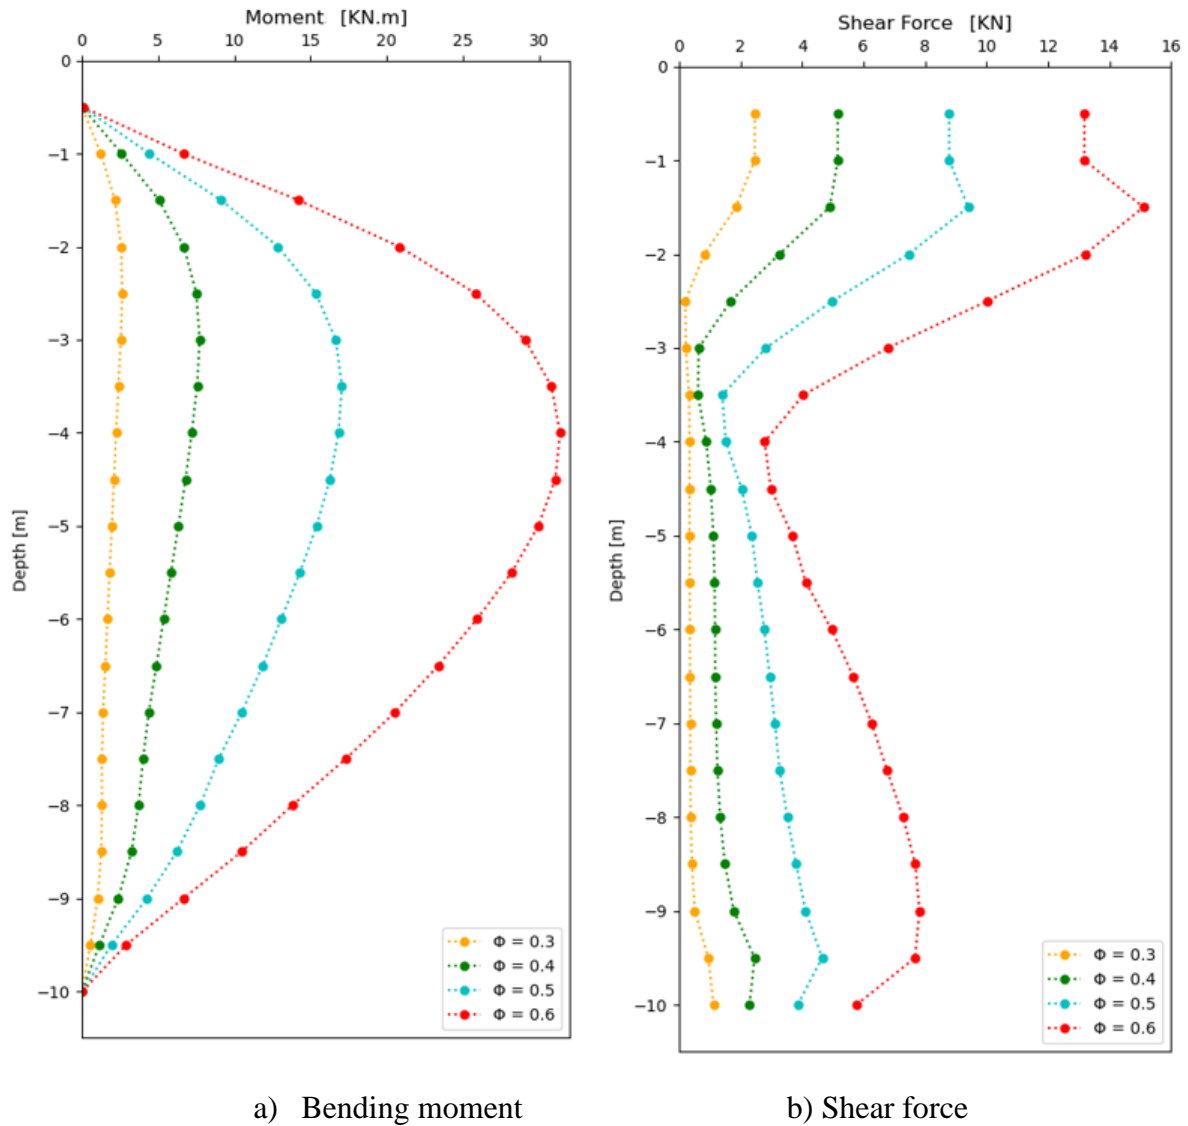 Moment [KN.m]
0 5 10 15 20 25 30
0
−1
−2
−3
−4
−5
−6
−7
−8
−9
−10
Depth [m]
Φ = 0.3
Φ = 0.4
Φ = 0.5
Φ = 0.6
Shear Force [KN]
0 2 4 6 8 10 12 14 16
0
−1
−2
−3
−4
−5
−6
−7
−8
−9
−10
Depth [m]
Φ = 0.3
Φ = 0.4
Φ = 0.5
Φ = 0.6
a) Bending moment
b) Shear force